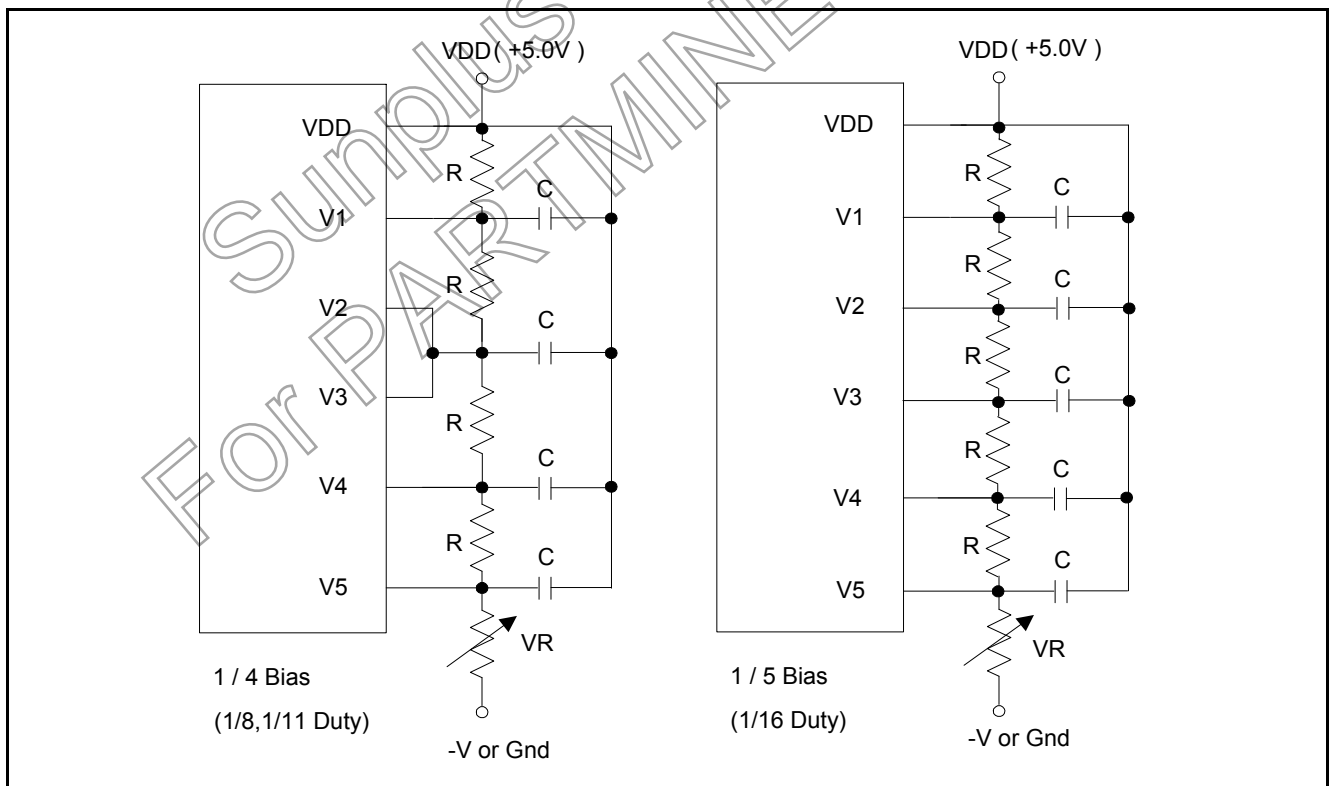 VDD ( +5.0V )
VDD
R
C
V1
R
V2
C
V3
R
V4
C
R
C
V5
VR
1 / 4 Bias
(1/8,1/11 Duty)
-V or Gnd
VDD ( +5.0V )
VDD
R
C
V1
R
C
V2
R
C
V3
R
C
V4
R
C
V5
VR
1 / 5 Bias
(1/16 Duty)
-V or Gnd
Sunplus
For PARTMINE